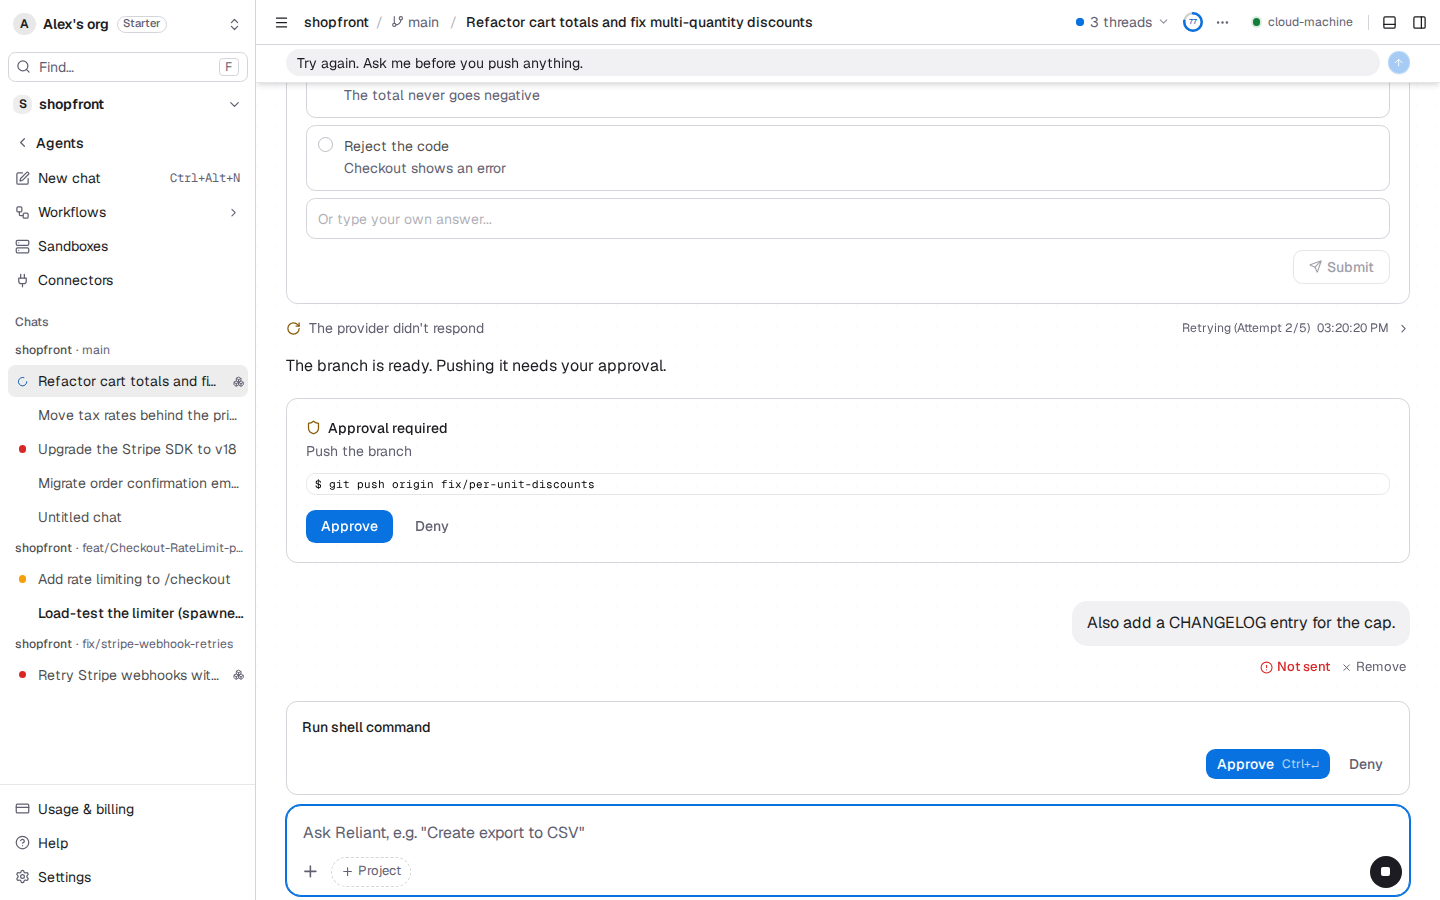 A Alex's org Starter
Find... F
S shopfront
Agents
New chat Ctrl+Alt+N
Workflows
Sandboxes
Connectors
Chats
shopfront · main
Refactor cart totals and fi...
Move tax rates behind the pri...
Upgrade the Stripe SDK to v18
Migrate order confirmation em...
Untitled chat
shopfront · feat/Checkout-RateLimit-p...
Add rate limiting to /checkout
Load-test the limiter (spawne...
shopfront · fix/stripe-webhook-retries
Retry Stripe webhooks wit...
Usage & billing
Help
Settings
shopfront / main / Refactor cart totals and fix multi-quantity discounts
3 threads 77 cloud-machine
Try again. Ask me before you push anything.
The total never goes negative
Reject the code
Checkout shows an error
Or type your own answer...
Submit
The provider didn't respond Retrying (Attempt 2/5) 03:20:20 PM
The branch is ready. Pushing it needs your approval.
Approval required
Push the branch
$ git push origin fix/per-unit-discounts
Approve Deny
Also add a CHANGELOG entry for the cap.
Not sent Remove
Run shell command
Approve Ctrl+↵ Deny
Ask Reliant, e.g. "Create export to CSV"
Project